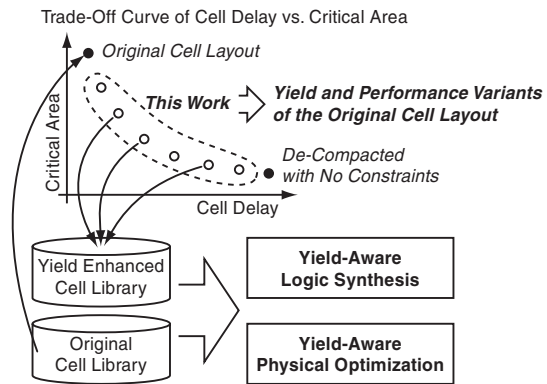 Trade-Off Curve of Cell Delay vs. Critical Area
Original Cell Layout
This Work
Yield and Performance Variants
of the Original Cell Layout
Critical Area
De-Compacted
with No Constraints
Cell Delay
Yield Enhanced
Cell Library
Yield-Aware
Logic Synthesis
Original
Cell Library
Yield-Aware
Physical Optimization